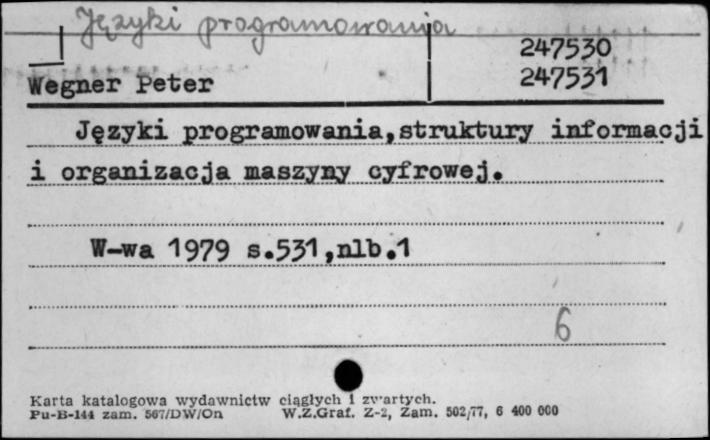 Języki programowania
247530
Wegner Peter 247531
Języki programowania,struktury informacji
i organizacja maszyny cyfrowej.
W-wa 1979 s.531,nlb.1
6
Karta katalogowa wydawnictw ciągłych i zwartych.
Pu-B-144 zam. 567/DW/On W.Z.Graf. Z-2, Zam. 502/77, 6 400 000